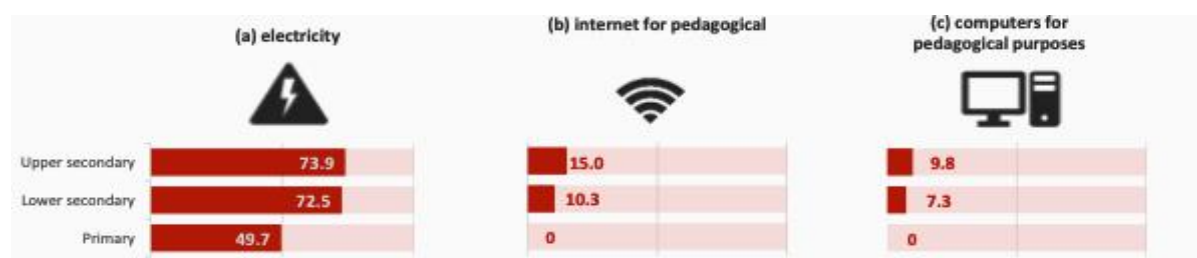 (a) electricity
(b) internet for pedagogical
(c) computers for
pedagogical purposes
Upper secondary 73.9 15.0 9.8
Lower secondary 72.5 10.3 7.3
Primary 49.7 0 0